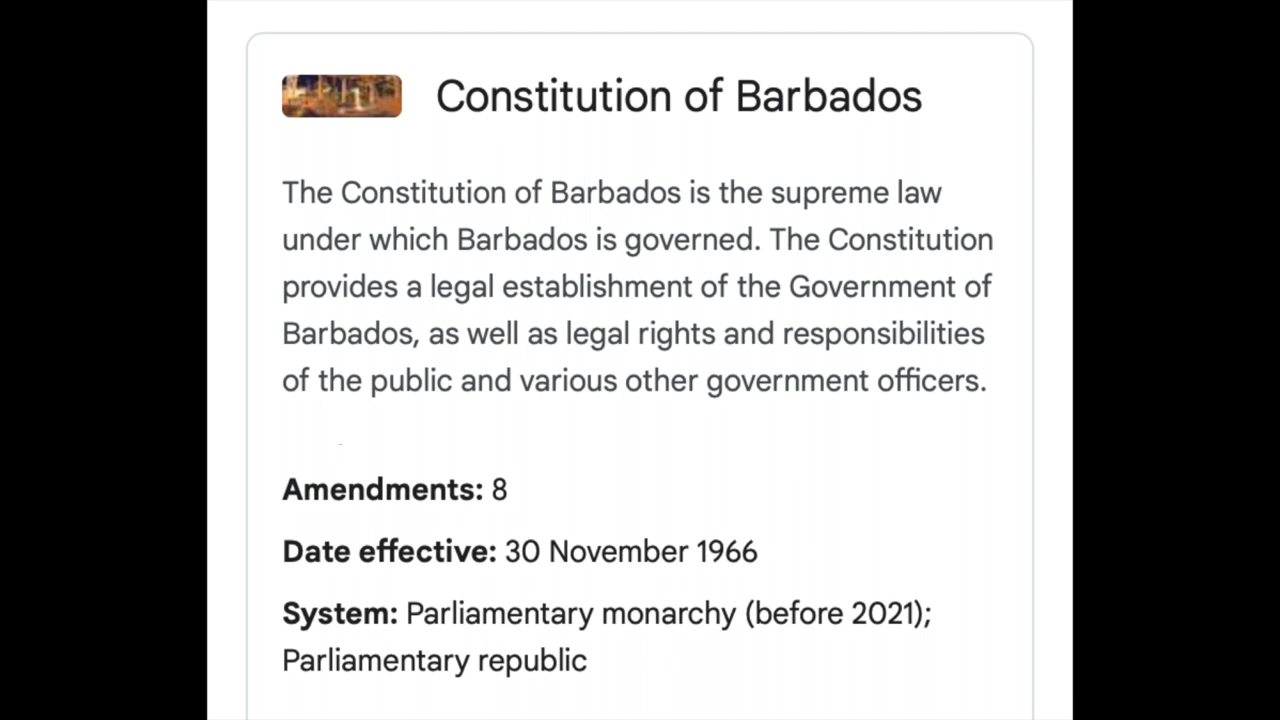 Constitution of Barbados
The Constitution of Barbados is the supreme law
under which Barbados is governed. The Constitution
provides a legal establishment of the Government of
Barbados, as well as legal rights and responsibilities
of the public and various other government officers.
Amendments: 8
Date effective: 30 November 1966
System: Parliamentary monarchy (before 2021);
Parliamentary republic